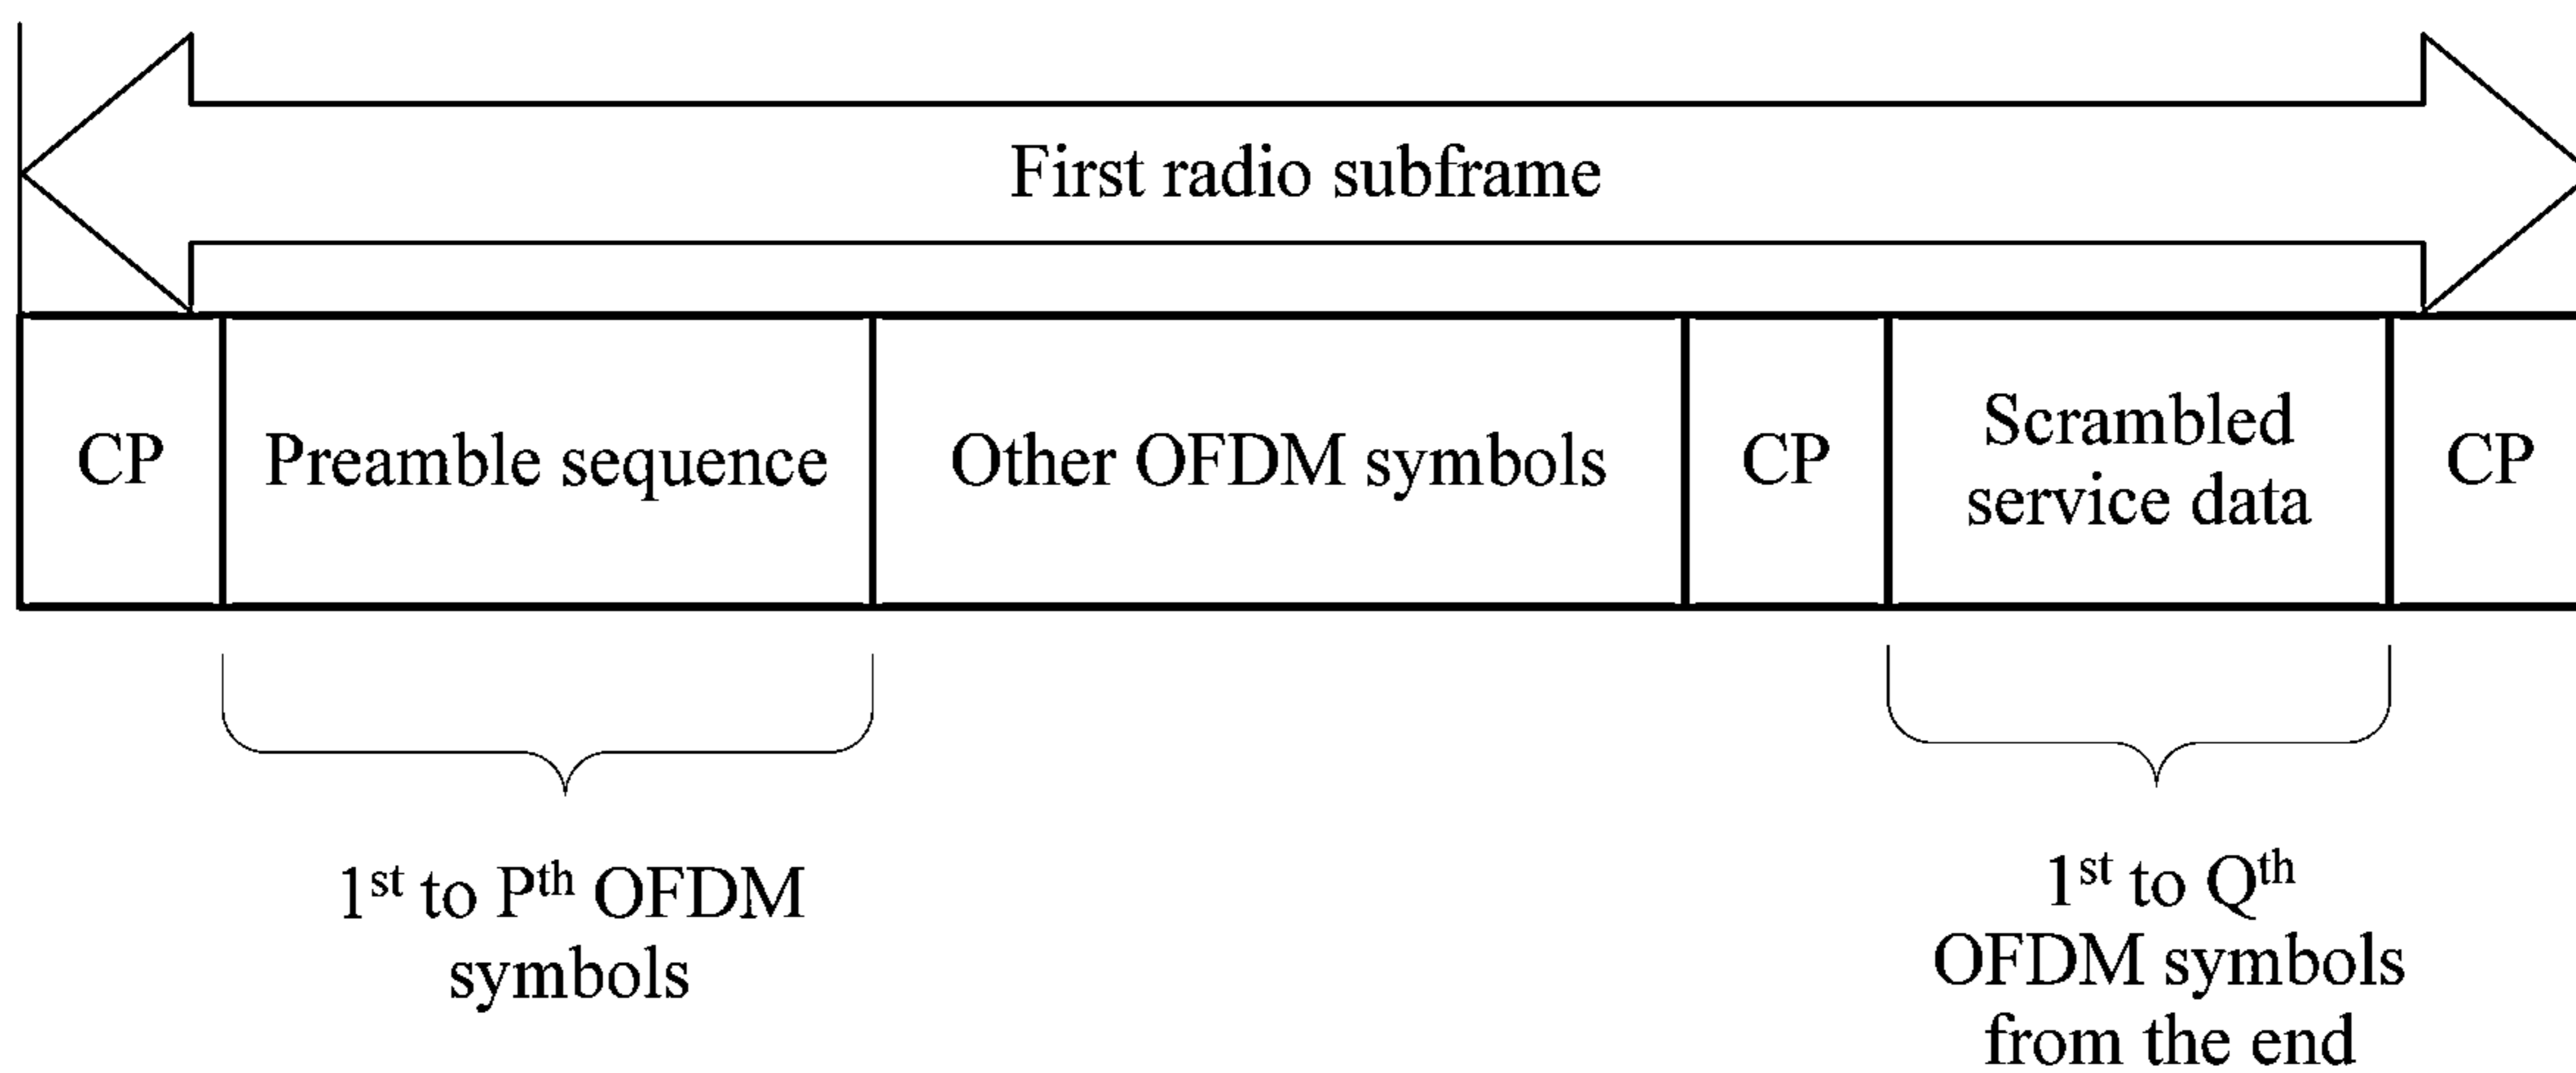 First radio subframe
CP
Preamble sequence
Other OFDM symbols
CP
Scrambled
service data
CP
1st to Pth OFDM
symbols
1st to Qth
OFDM symbols
from the end